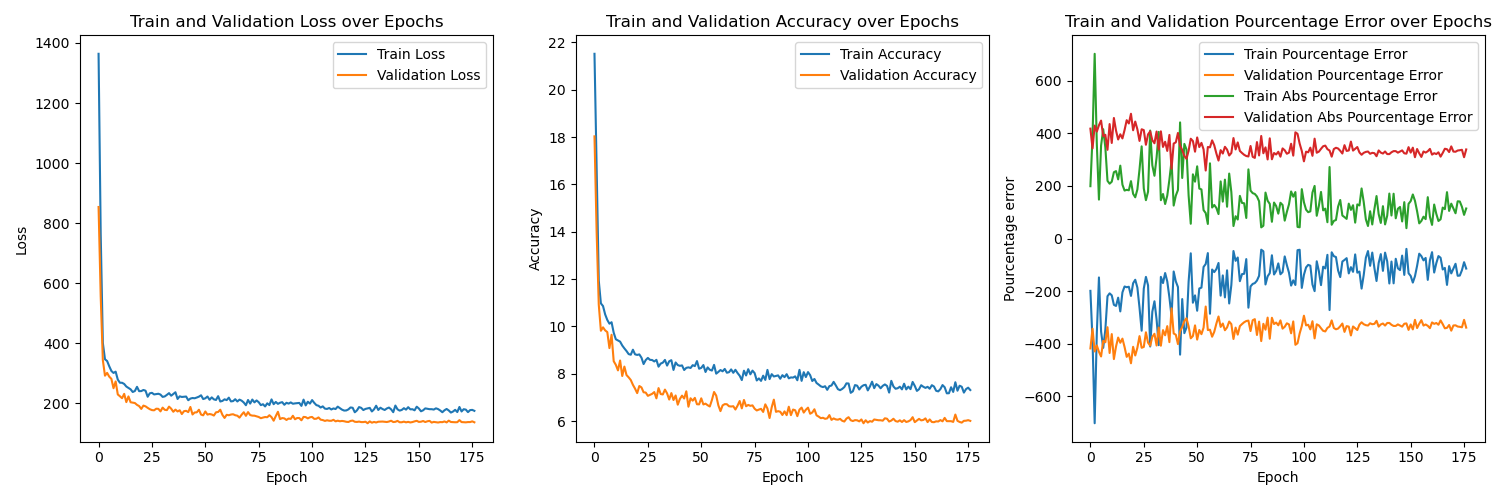 Train and Validation Loss over Epochs
Loss
1400
1200
1000
800
600
400
200
0
25
50
75
100
125
150
175
Epoch
Train Loss
Validation Loss
Train and Validation Accuracy over Epochs
Accuracy
22
20
18
16
14
12
10
8
6
0
25
50
75
100
125
150
175
Epoch
Train Accuracy
Validation Accuracy
Train and Validation Pourcentage Error over Epochs
Pourcentage error
600
400
200
0
−200
−400
−600
0
25
50
75
100
125
150
175
Epoch
Train Pourcentage Error
Validation Pourcentage Error
Train Abs Pourcentage Error
Validation Abs Pourcentage Error